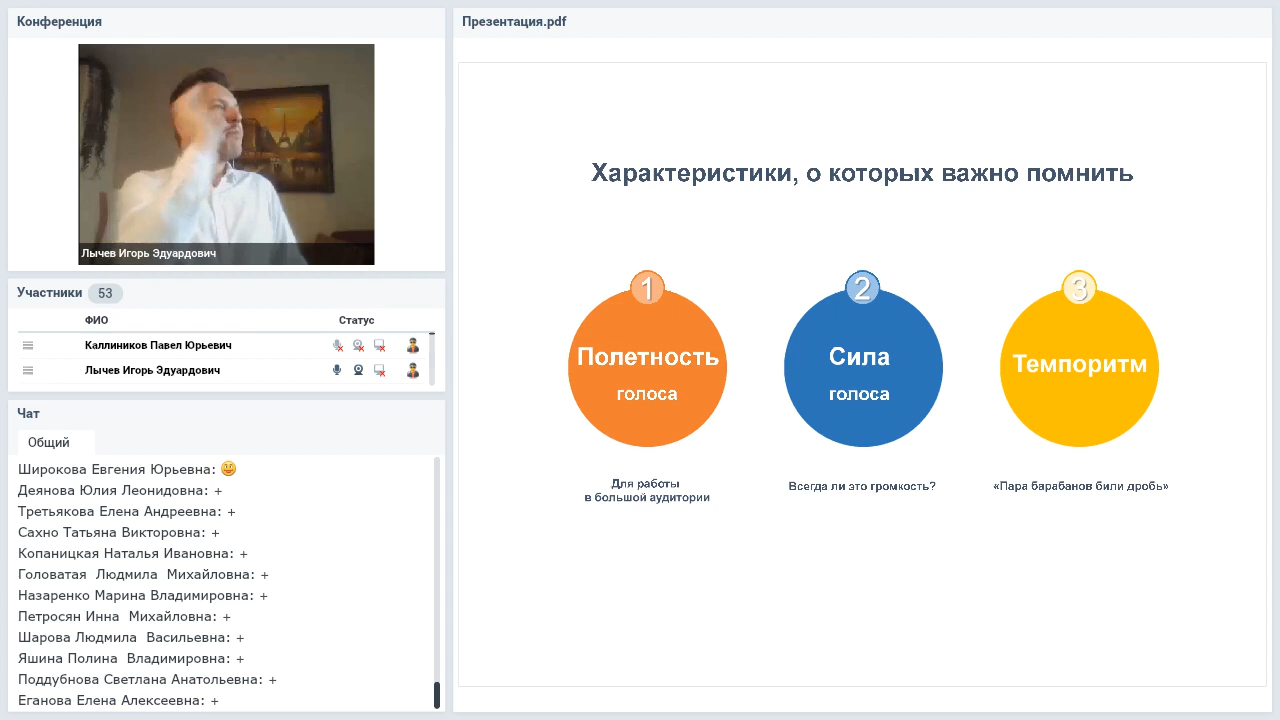 Конференция
Лычев Игорь Эдуардович
Участники 53
ФИО Статус
Каллиников Павел Юрьевич
Лычев Игорь Эдуардович
Чат
Общий
Широкова Евгения Юрьевна:
Деянова Юлия Леонидовна: +
Третьякова Елена Андреевна: +
Сахно Татьяна Викторовна: +
Копаницкая Наталья Ивановна: +
Головатая Людмила Михайловна: +
Назаренко Марина Владимировна: +
Петросян Инна Михайловна: +
Шарова Людмила Васильевна: +
Яшина Полина Владимировна: +
Поддубнова Светлана Анатольевна: +
Еганова Елена Алексеевна: +
Презентация.pdf
Характеристики, о которых важно помнить
1
Полетность
голоса
Для работы
в большой аудитории
2
Сила
голоса
Всегда ли это громкость?
3
Темпоритм
«Пара барабанов били дробь»